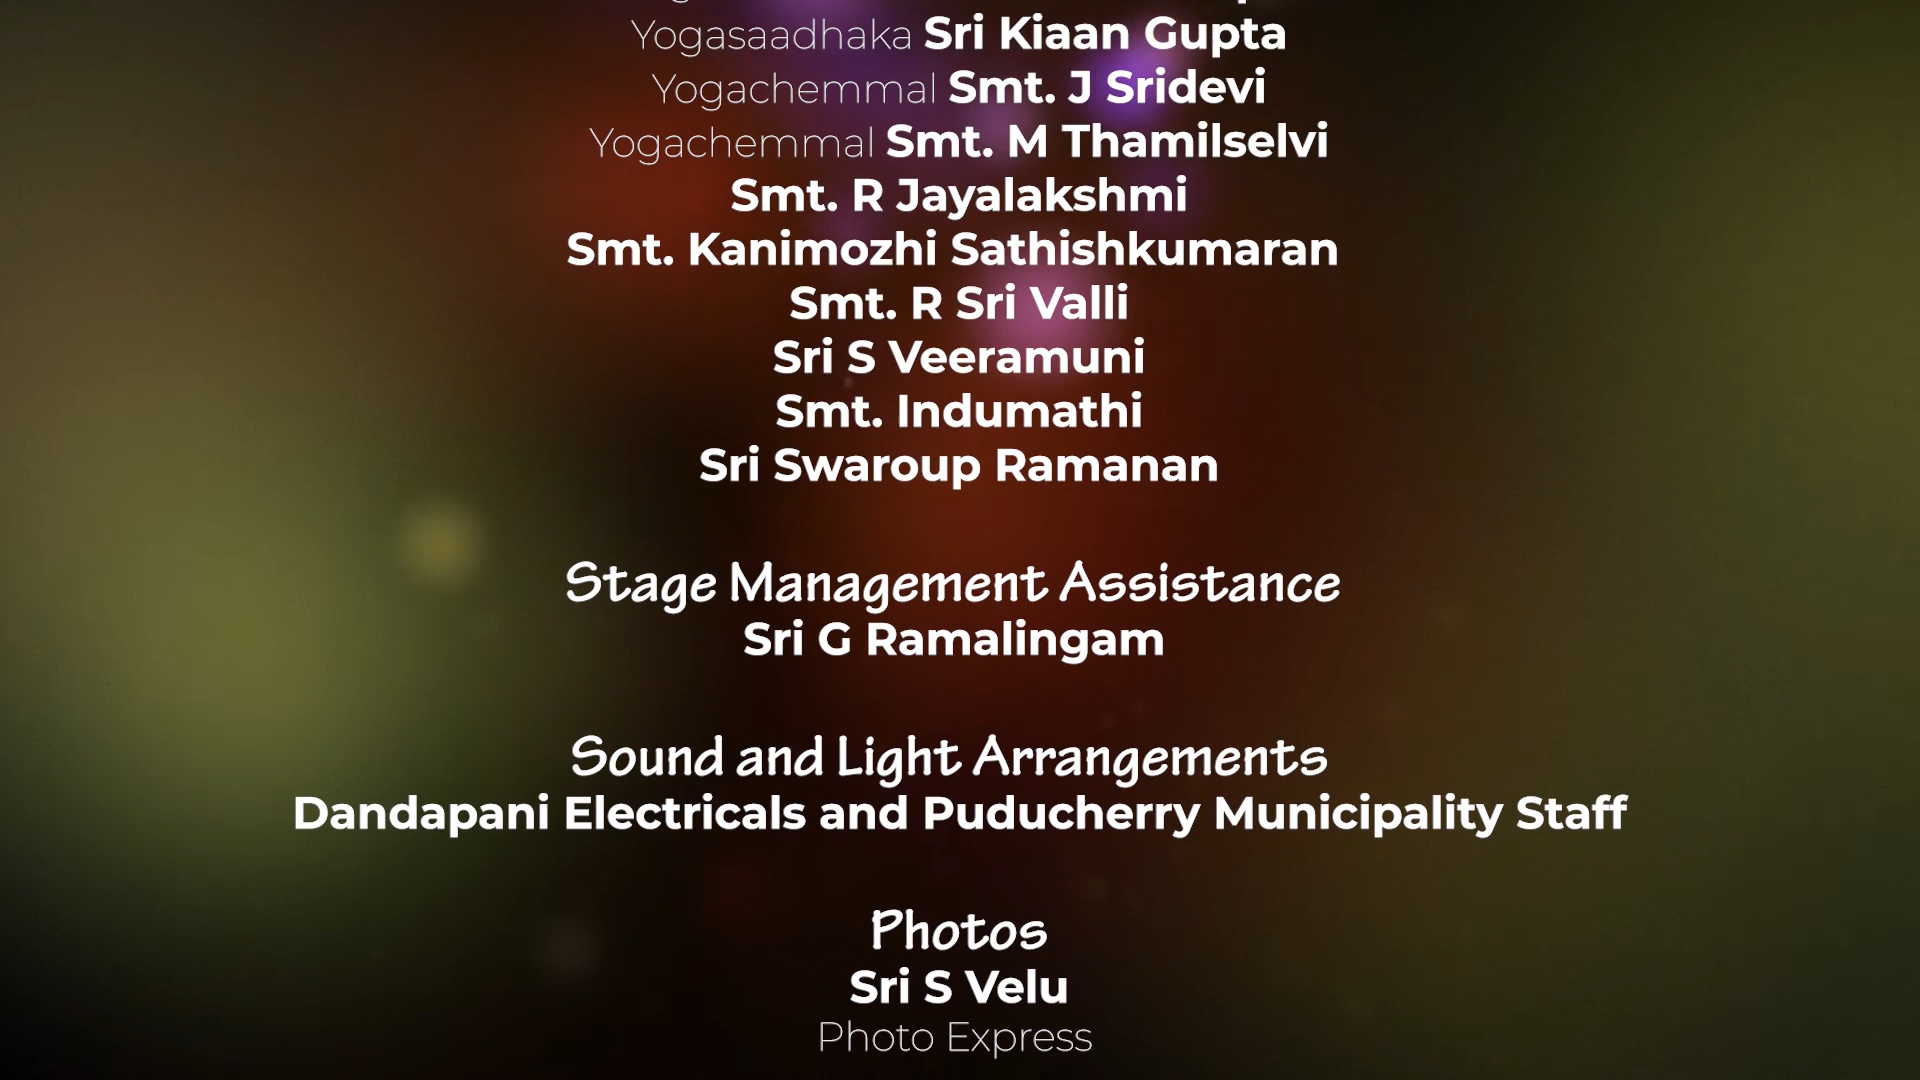 Yogasaadhaka Sri Kiaan Gupta
Yogachemmal Smt. J Sridevi
Yogachemmal Smt. M Thamilselvi
Smt. R Jayalakshmi
Smt. Kanimozhi Sathishkumaran
Smt. R Sri Valli
Sri S Veeramuni
Smt. Indumathi
Sri Swaroup Ramanan
Stage Management Assistance
Sri G Ramalingam
Sound and Light Arrangements
Dandapani Electricals and Puducherry Municipality Staff
Photos
Sri S Velu
Photo Express